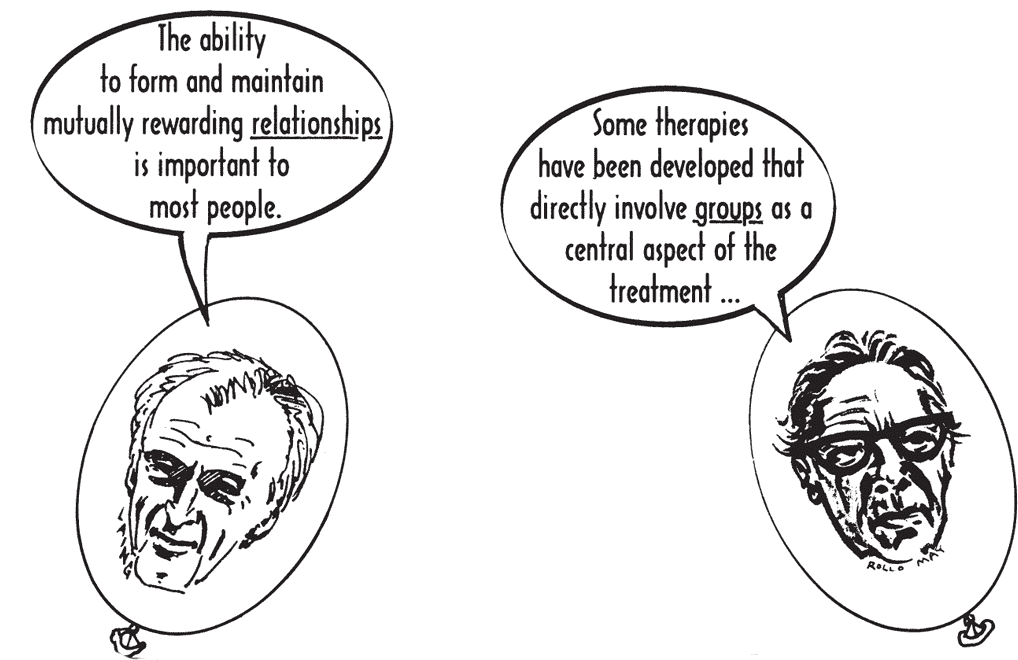 The ability
to form and maintain
mutually rewarding relationships
is important to
most people.
Some therapies
have been developed that
directly involve groups as a
central aspect of the
treatment ...
ROLLO MAY